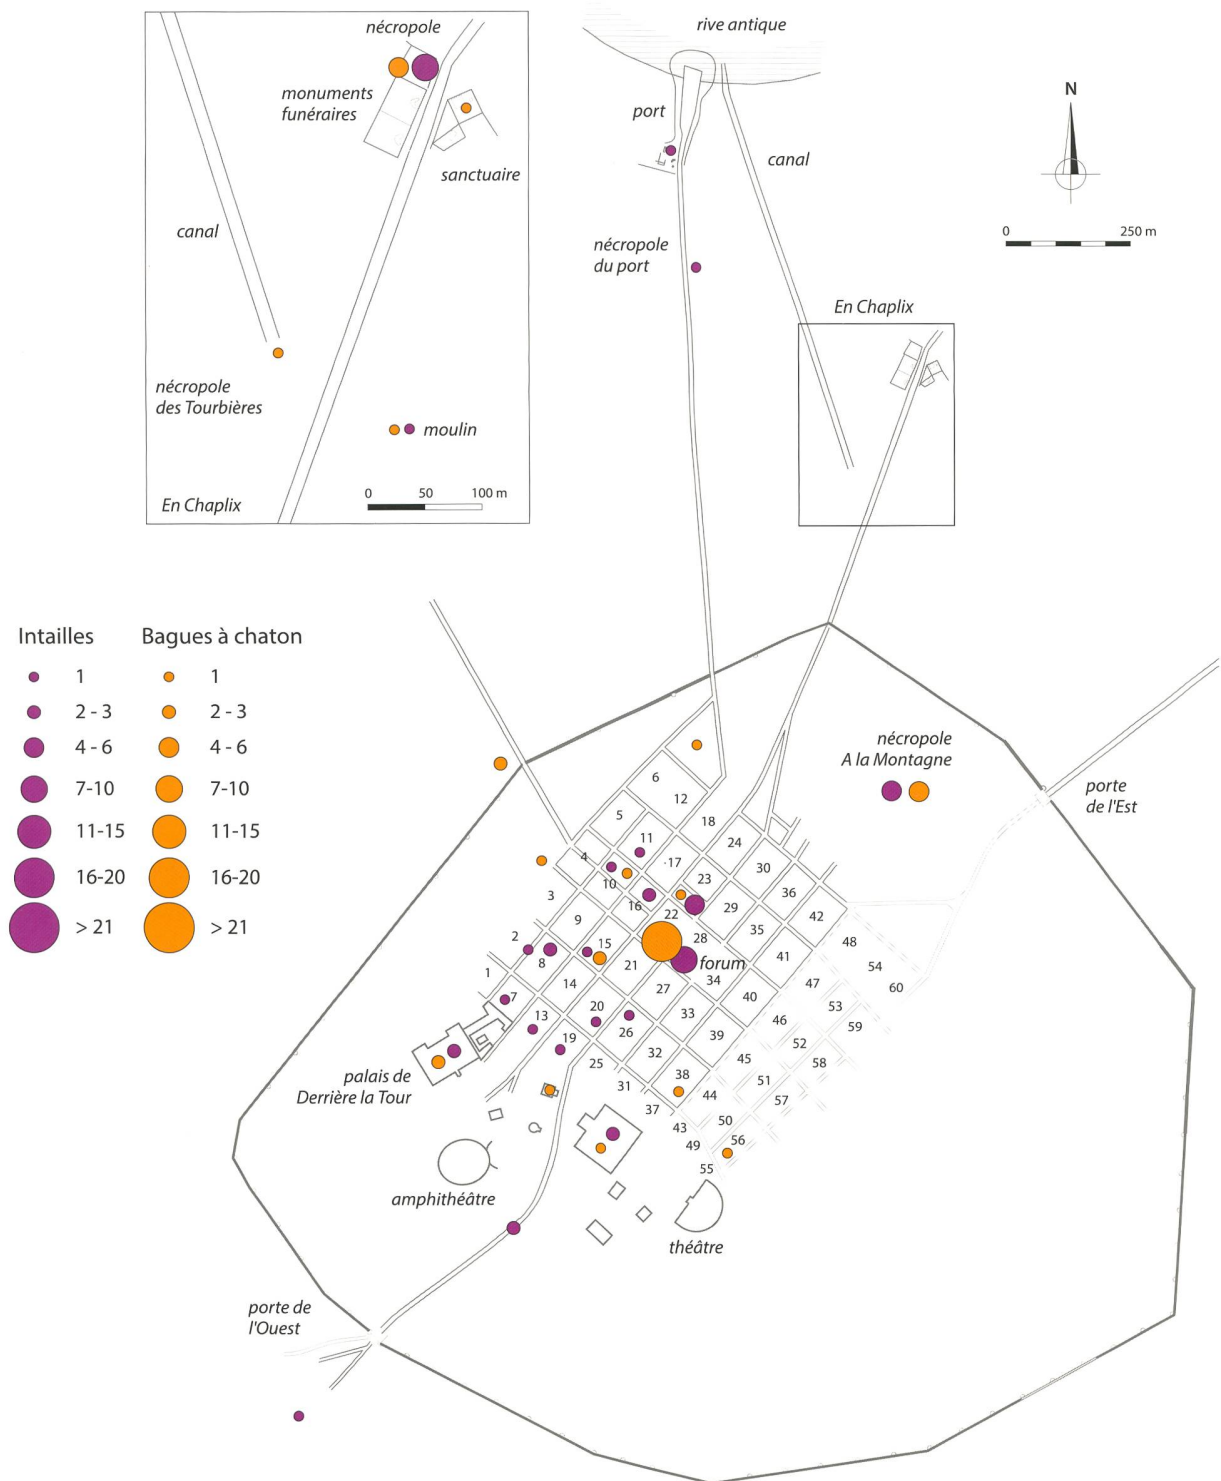 nécropole
monuments
funéraires
sanctuaire
canal
nécropole
des Tourbières
moulin
En Chaplix
0 50 100 m
rive antique
port
canal
nécropole
du port
En Chaplix
N
0 250 m
Intailles Bagues à chaton
1 1
2 - 3 2 - 3
4 - 6 4 - 6
7-10 7-10
11-15 11-15
16-20 16-20
> 21 > 21
nécropole
A la Montagne
porte
de l'Est
6
12
5
18
11
24
4
17
30
10
23
36
3
16
29
42
9
22
35
48
2
15
28
41
54
8
21
forum
34
47
60
1
14
27
40
53
7
20
33
46
59
13
26
39
52
19
32
45
58
25
38
51
31
44
57
37
50
43
56
49
55
palais de
Derrière la Tour
amphithéâtre
théâtre
porte de
l'Ouest